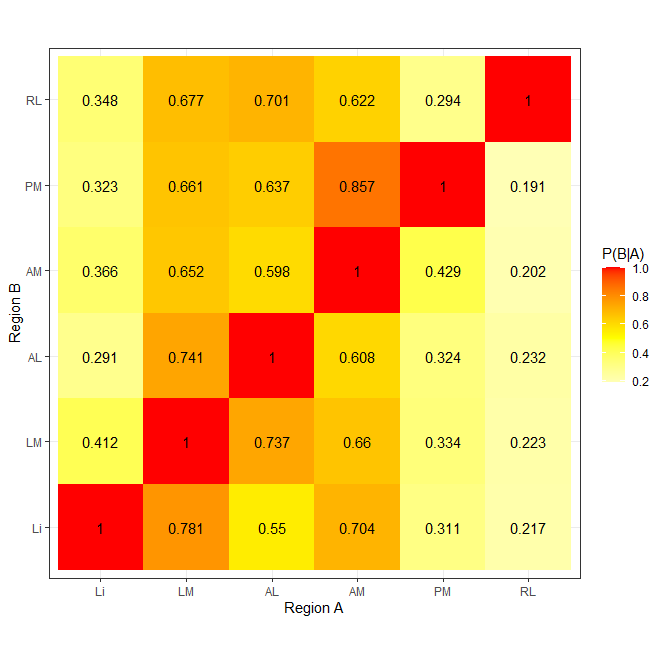 RL 0.348 0.677 0.701 0.622 0.294 1
PM 0.323 0.661 0.637 0.857 1 0.191
P(B|A)
1.0
0.8
0.6
0.4
0.2
AM 0.366 0.652 0.598 1 0.429 0.202
Region B
AL 0.291 0.741 1 0.608 0.324 0.232
LM 0.412 1 0.737 0.66 0.334 0.223
Li 1 0.781 0.55 0.704 0.311 0.217
Li LM AL AM PM RL
Region A